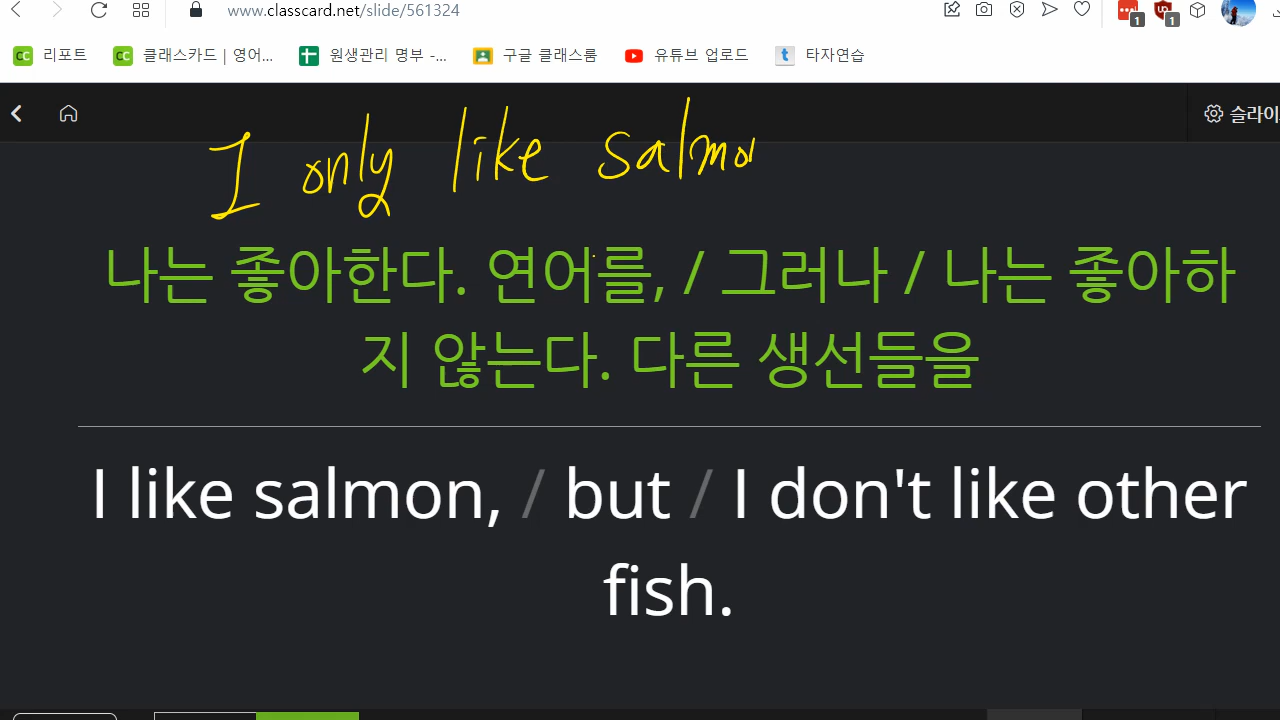 www.classcard.net/slide/561324
1
1
CC 리포트
CC 클래스카드 | 영어...
원생관리 명부 -...
구글 클래스룸
유튜브 업로드
t 타자연습
슬라이
I only like salmo
나는 좋아한다. 연어를, / 그러나 / 나는 좋아하
지 않는다. 다른 생선들을
I like salmon, / but / I don't like other
fish.